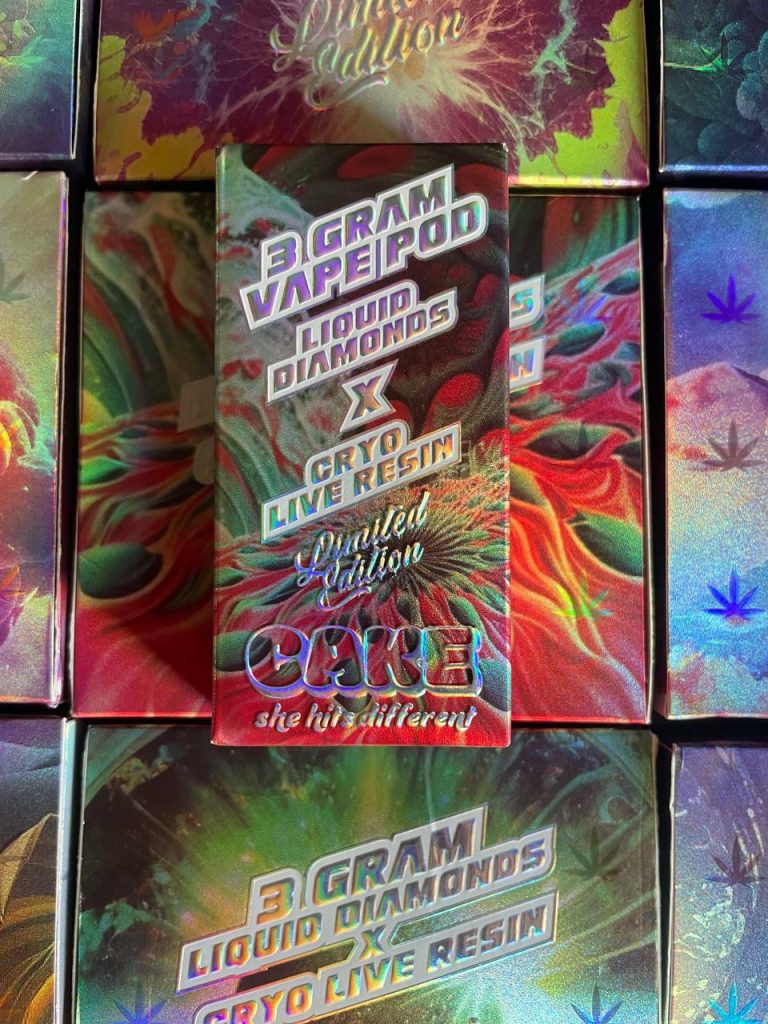 Limited
Edition
3 GRAM
VAPE|POD
LIQUID
DIAMONDS
X
CRYO
LIVE RESIN
Limited
Edition
CAKE
she hits different
3 GRAM
LIQUID DIAMONDS
X
CRYO LIVE RESIN